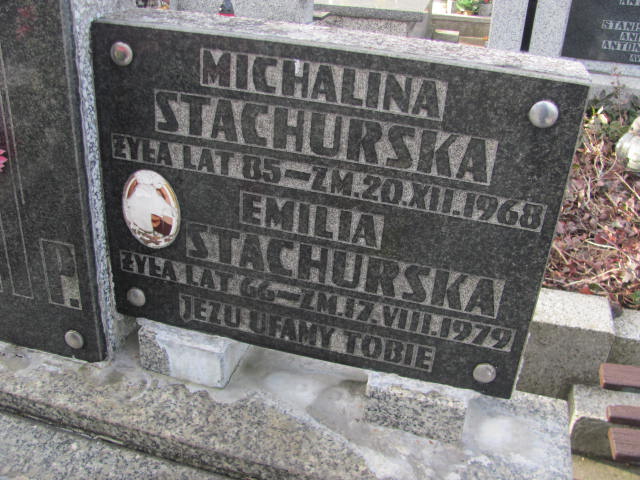 MICHALINA
STACHURSKA
ŻYŁA LAT 85-ZM.20.XII.1968
EMILIA
STACHURSKA
ŻYŁA LAT 66-ZM.17.VIII.1979
JEZU UFAMY TOBIE
P.